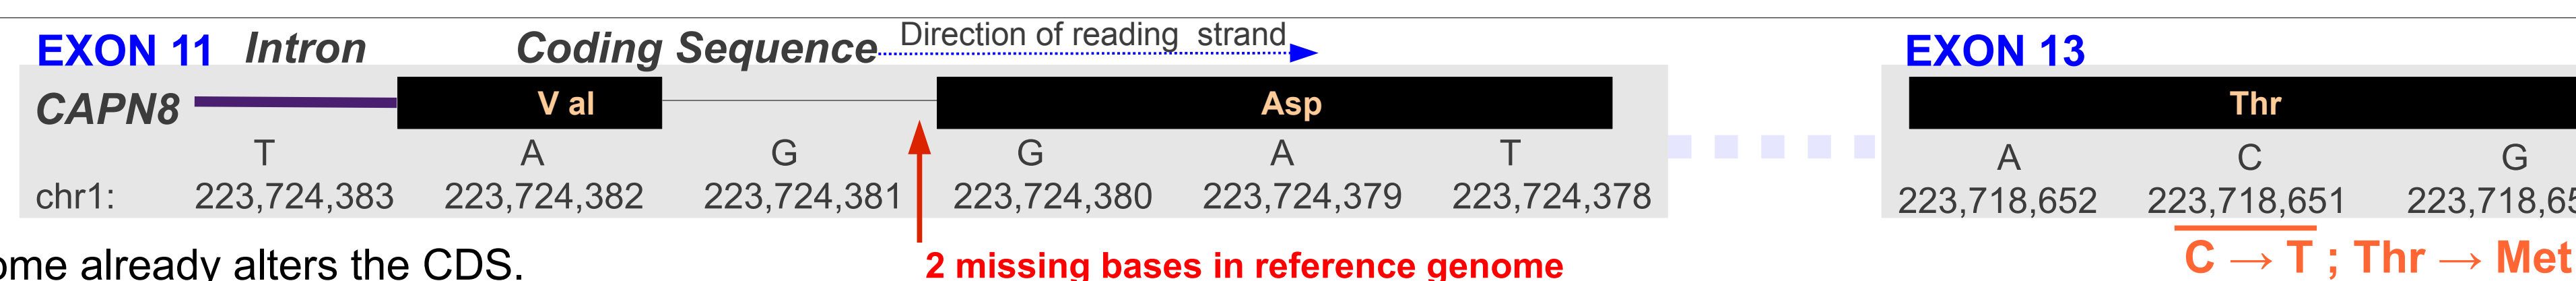 EXON 11 Intron Coding Sequence Direction of reading strand EXON 13
CAPN8 V al Asp Thr
T A G G A T A C G
chr1: 223,724,383 223,724,382 223,724,381 223,724,380 223,724,379 223,724,378 223,718,652 223,718,651
ome already alters the CDS. 2 missing bases in reference genome C → T ; Thr → Met